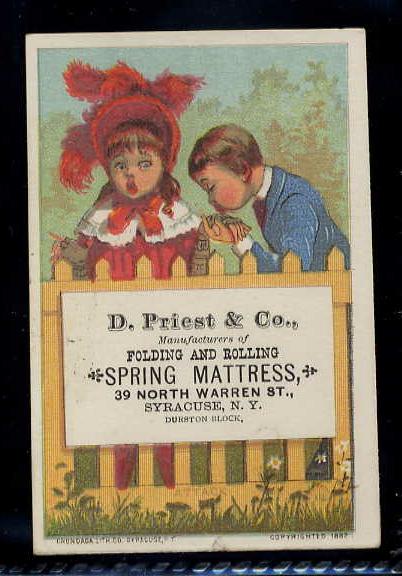 D. Priest & Co.,
Manufacturers of
FOLDING AND ROLLING
SPRING MATTRESS,
39 NORTH WARREN ST.,
SYRACUSE, N. Y.
DURSTON BLOCK,
ONONDAGA LITH. CO. SYRACUSE, N.Y.
COPYRIGHTED 1882